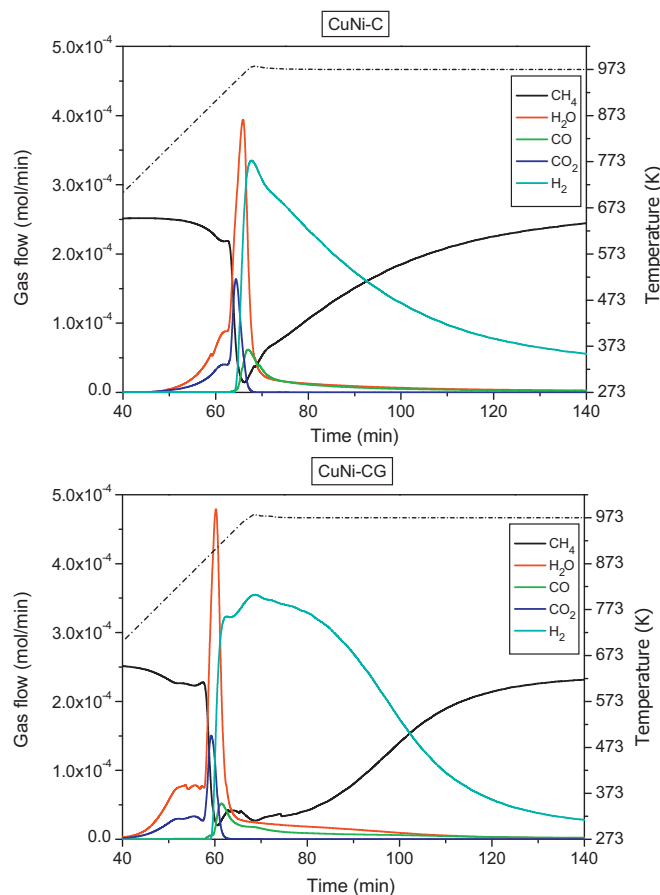 CuNi-C
5.0x10⁻⁴
4.0x10⁻⁴
3.0x10⁻⁴
2.0x10⁻⁴
1.0x10⁻⁴
0.0
Gas flow (mol/min)
973
873
773
673
573
473
373
273
Temperature (K)
CH₄
H₂O
CO
CO₂
H₂
40 60 80 100 120 140
Time (min)
CuNi-CG
5.0x10⁻⁴
4.0x10⁻⁴
3.0x10⁻⁴
2.0x10⁻⁴
1.0x10⁻⁴
0.0
Gas flow (mol/min)
973
873
773
673
573
473
373
273
Temperature (K)
CH₄
H₂O
CO
CO₂
H₂
40 60 80 100 120 140
Time (min)